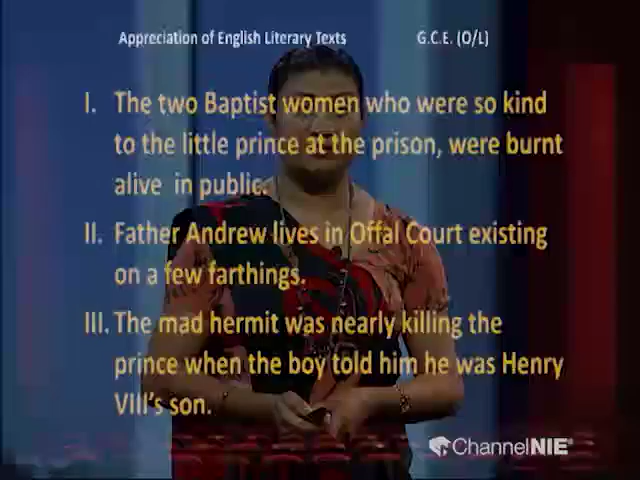 Appreciation of English Literary Texts G.C.E. (O/L)
I. The two Baptist women who were so kind
to the little prince at the prison, were burnt
alive in public.
II. Father Andrew lives in Offal Court existing
on a few farthings.
III. The mad hermit was nearly killing the
prince when the boy told him he was Henry
VIII's son.
ChannelNIE